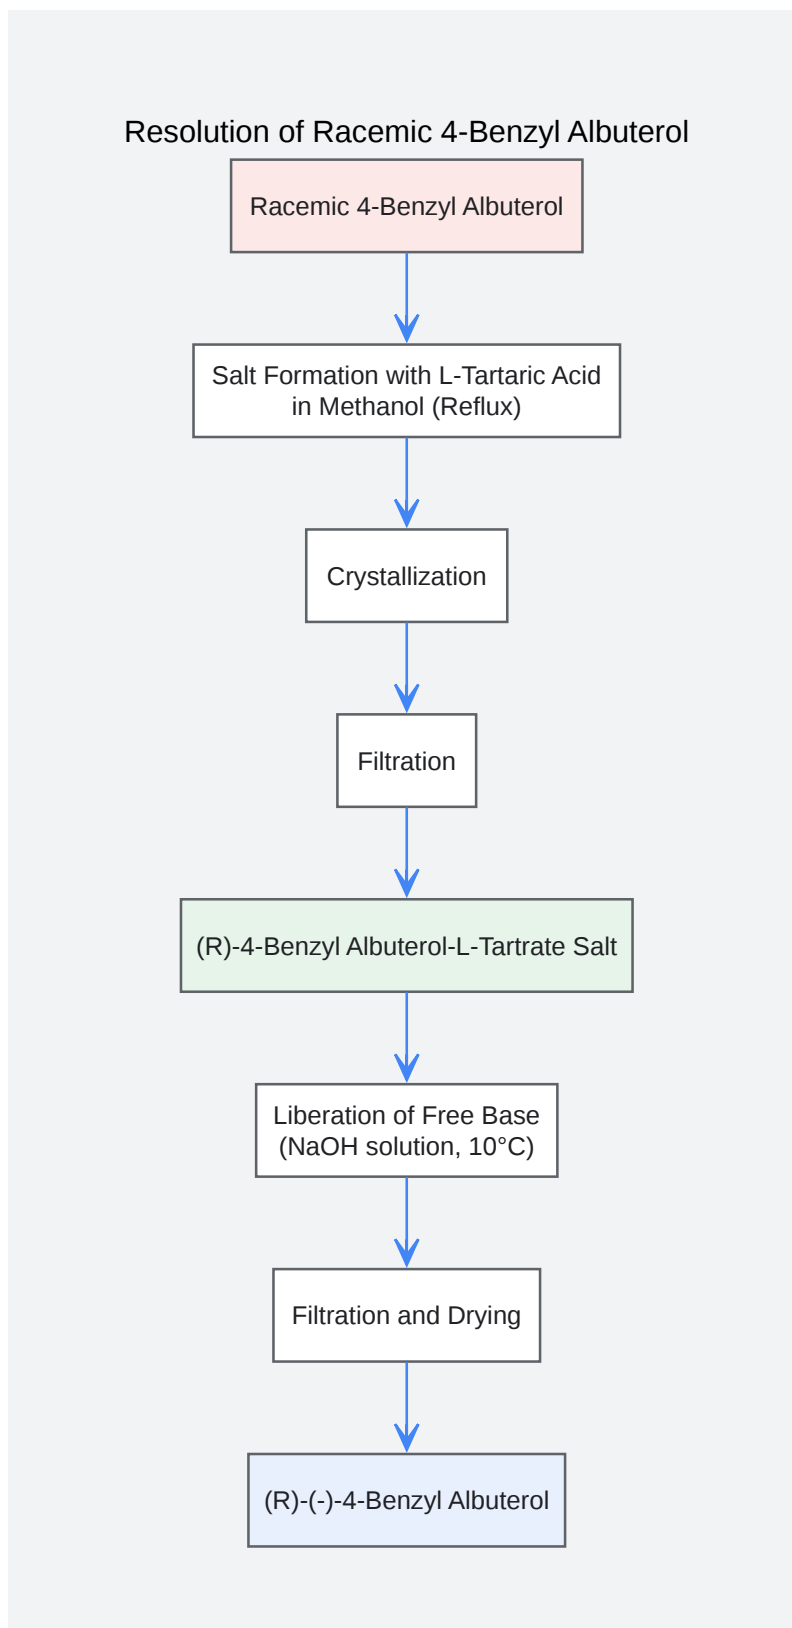 Resolution of Racemic 4-Benzyl Albuterol
Racemic 4-Benzyl Albuterol
Salt Formation with L-Tartaric Acid
in Methanol (Reflux)
Crystallization
Filtration
(R)-4-Benzyl Albuterol-L-Tartrate Salt
Liberation of Free Base
(NaOH solution, 10°C)
Filtration and Drying
(R)-(-)-4-Benzyl Albuterol